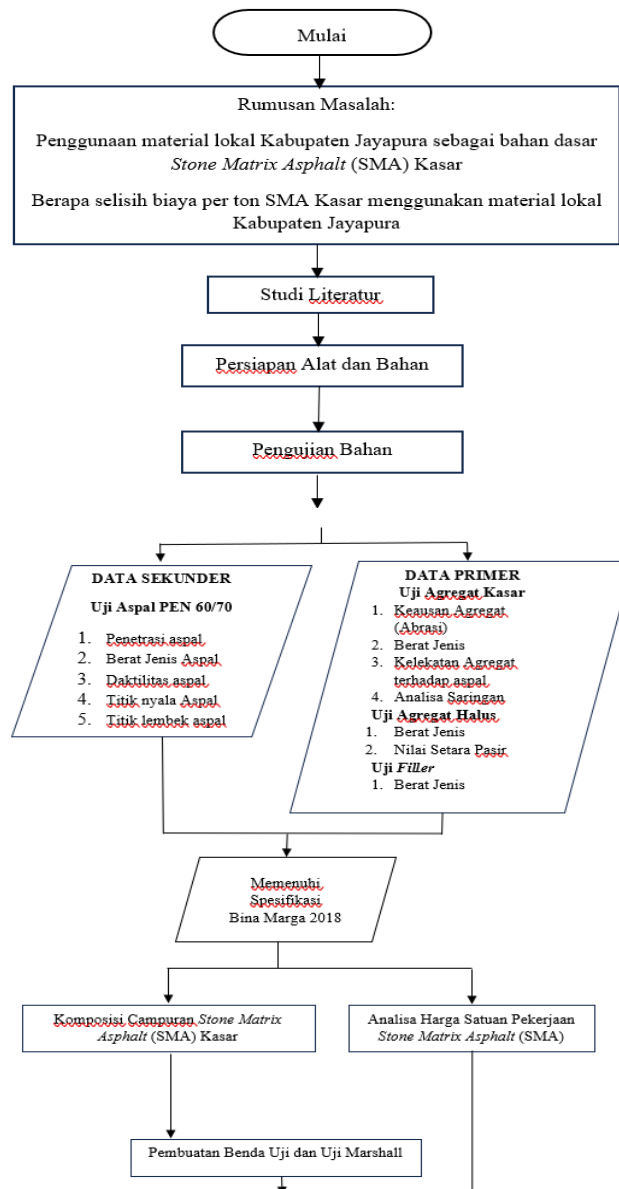 Mulai
Rumusan Masalah:
Penggunaan material lokal Kabupaten Jayapura sebagai bahan dasar
Stone Matrix Asphalt (SMA) Kasar
Berapa selisih biaya per ton SMA Kasar menggunakan material lokal
Kabupaten Jayapura
Studi Literatur
Persiapan Alat dan Bahan
Pengujian Bahan
DATA SEKUNDER
Uji Aspal PEN 60/70
1. Penetrasi aspal
2. Berat Jenis Aspal
3. Daktilitas aspal
4. Titik nyala Aspal
5. Titik lembek aspal
DATA PRIMER
Uji Agregat Kasar
1. Keausan Agregat
(Abrasi)
2. Berat Jenis
3. Kelekatan Agregat
terhadap aspal
4. Analisa Saringan
Uji Agregat Halus
1. Berat Jenis
2. Nilai Setara Pasir
Uji Filler
1. Berat Jenis
Memenuhi
Spesifikasi
Bina Marga 2018
Komposisi Campuran Stone Matrix
Asphalt (SMA) Kasar
Analisa Harga Satuan Pekerjaan
Stone Matrix Asphalt (SMA)
Pembuatan Benda Uji dan Uji Marshall